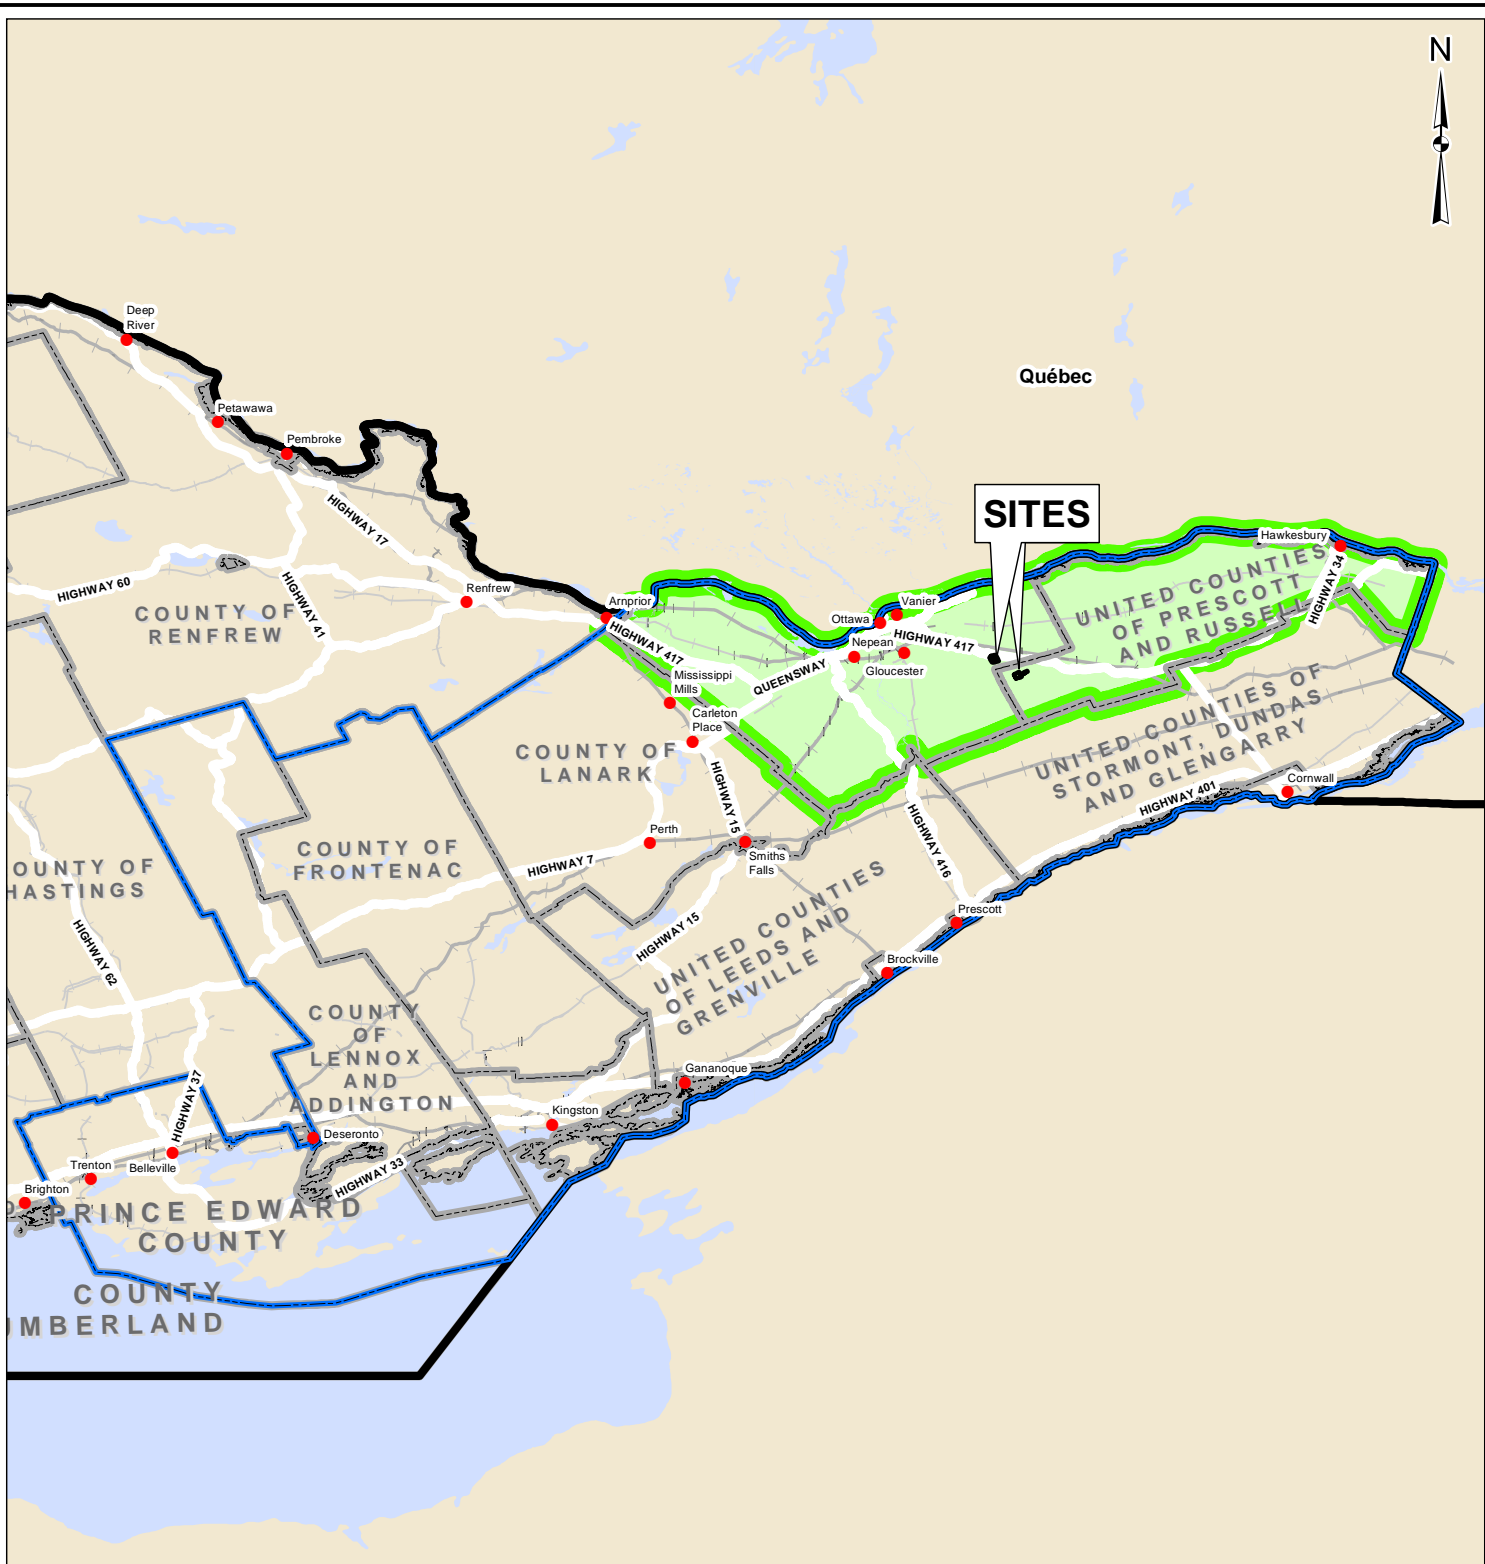 N
Deep
River
Québec
Petawawa
Pembroke
SITES
HIGHWAY 17
Hawkesbury
HIGHWAY 60
HIGHWAY 41
Renfrew
COUNTY OF
RENFREW
Arnprior
Vanier
Ottawa
UNITED COUNTIES
OF PRESCOTT
AND RUSSELL
HIGHWAY 34
HIGHWAY 417
HIGHWAY 417
Nepean
Gloucester
QUEENSWAY
Mississippi
Mills
Carleton
Place
COUNTY OF
LANARK
UNITED COUNTIES OF
STORMONT, DUNDAS
AND GLENGARRY
Cornwall
HIGHWAY 401
HIGHWAY 15
Perth
HIGHWAY 416
COUNTY OF
FRONTENAC
HIGHWAY 7
Smiths
Falls
OUNTY OF
HASTINGS
HIGHWAY 62
HIGHWAY 15
UNITED COUNTIES
OF LEEDS AND
GRENVILLE
Prescott
Brockville
COUNTY
OF
LENNOX
AND
ADDINGTON
Gananoque
HIGHWAY 37
Kingston
Deseronto
Trenton
Belleville
HIGHWAY 33
Brighton
PRINCE EDWARD
COUNTY
COUNTY
UMBERLAND